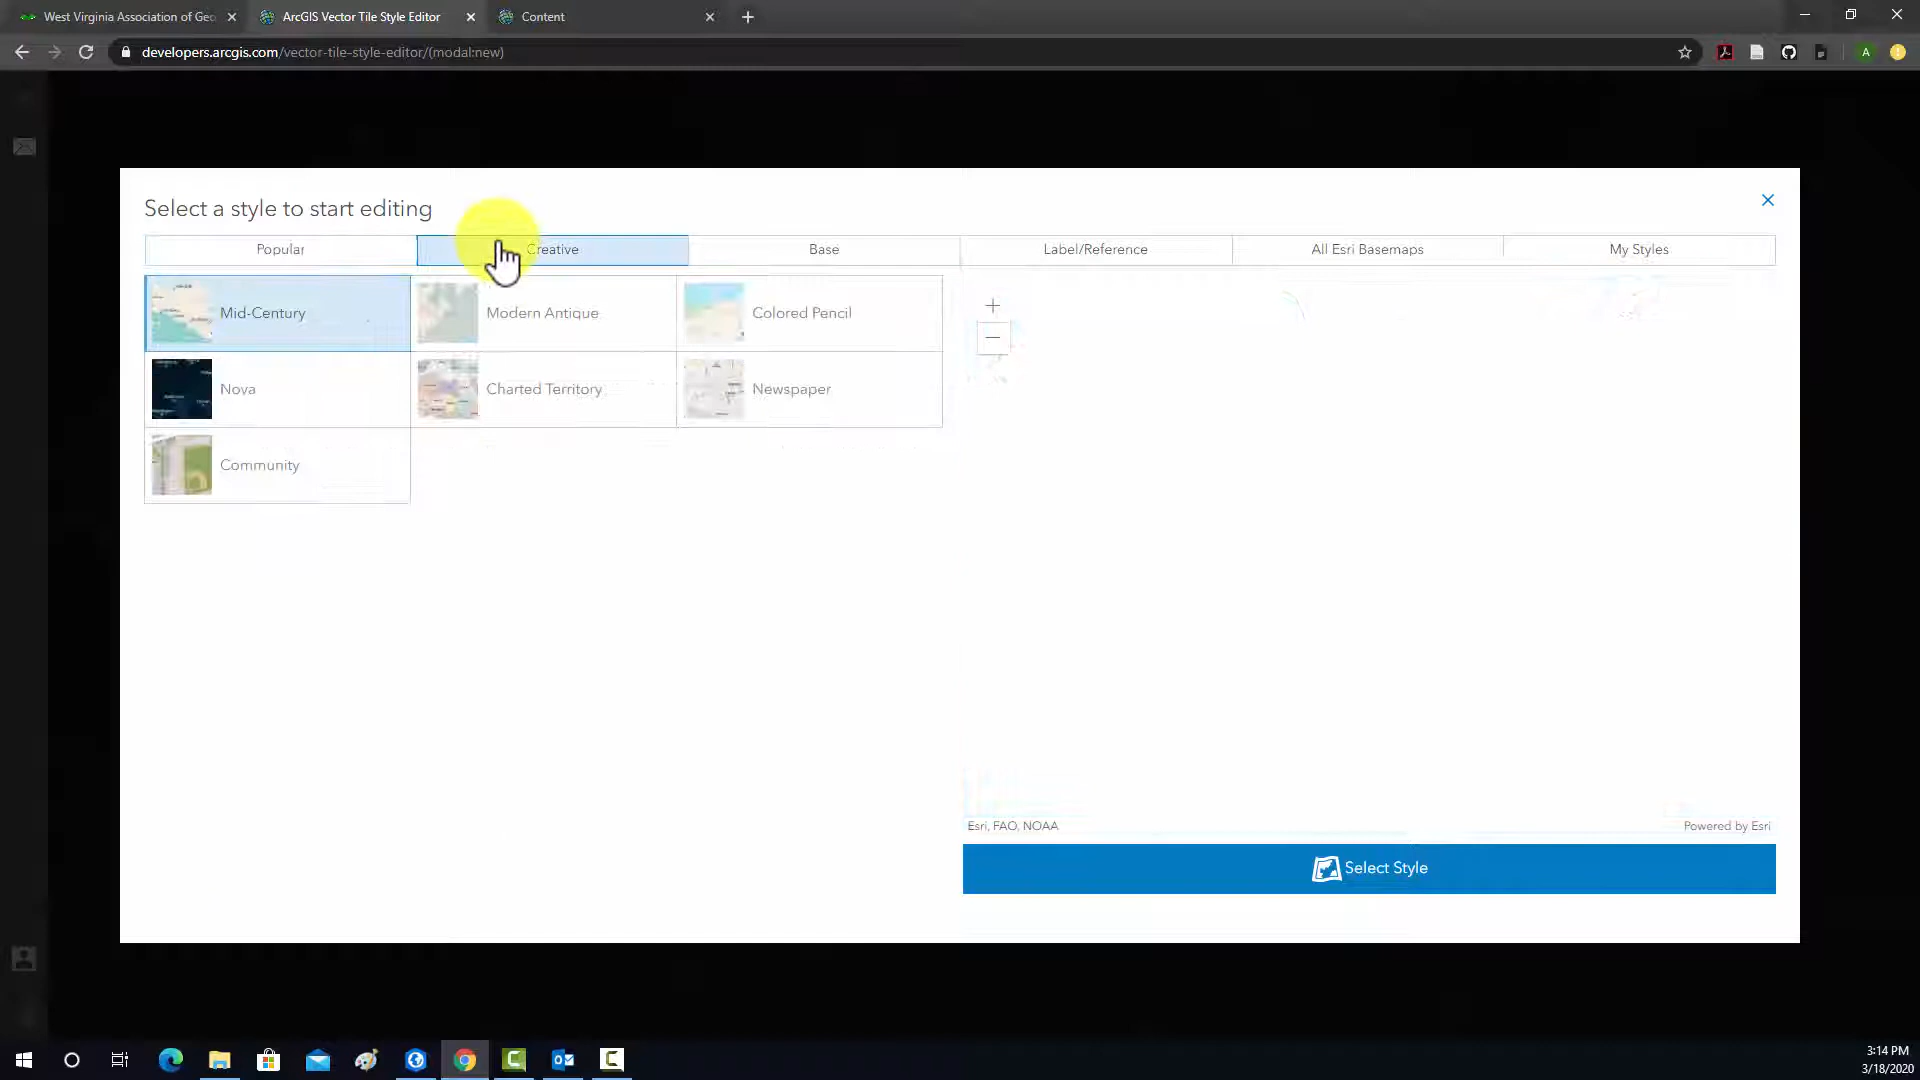 West Virginia Association of Geo
ArcGIS Vector Tile Style Editor
Content
developers.arcgis.com/vector-tile-style-editor/(modal:new)
A
Select a style to start editing
Popular
Creative
Base
Label/Reference
All Esri Basemaps
My Styles
Mid-Century
Modern Antique
Colored Pencil
Nova
Charted Territory
Newspaper
Community
Esri, FAO, NOAA
Powered by Esri
Select Style
3:14 PM
3/18/2020